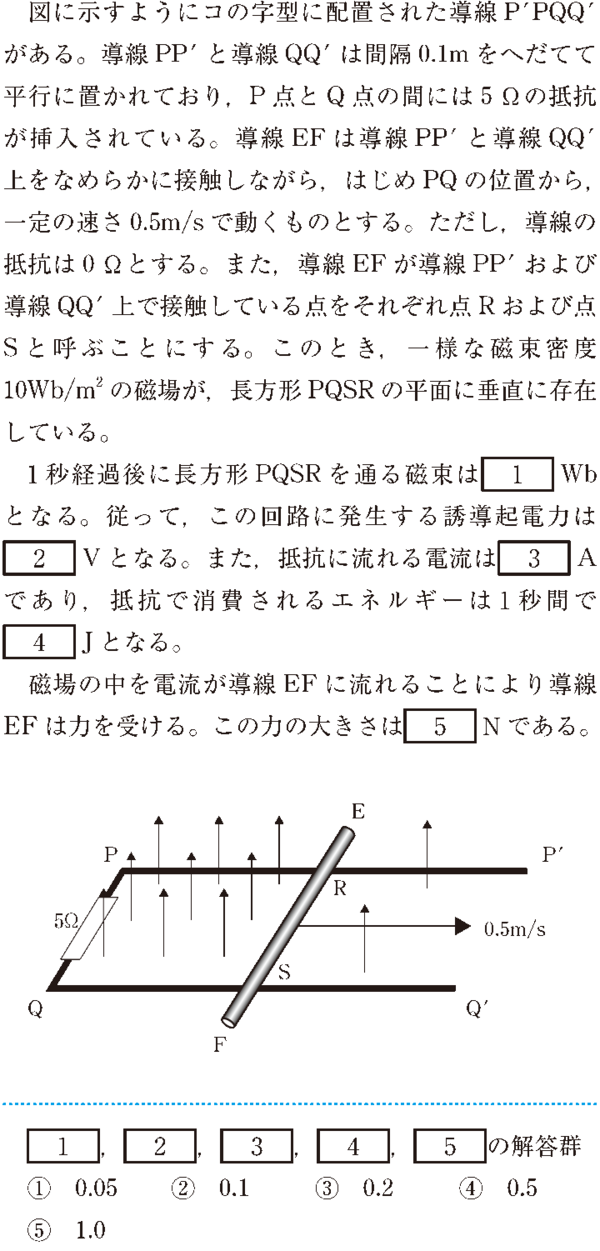 図に示すようにコの字型に配置された導線P′PQQ′
がある。導線PP′と導線QQ′は間隔0.1mをへだてて
平行に置かれており，P点とQ点の間には5Ωの抵抗
が挿入されている。導線EFは導線PP′と導線QQ′
上をなめらかに接触しながら，はじめPQの位置から，
一定の速さ0.5m/sで動くものとする。ただし，導線の
抵抗は0Ωとする。また，導線EFが導線PP′および
導線QQ′上で接触している点をそれぞれ点Rおよび点
Sと呼ぶことにする。このとき，一様な磁束密度
10Wb/m²の磁場が，長方形PQSRの平面に垂直に存在
している。
1秒経過後に長方形PQSRを通る磁束は 1 Wb
となる。従って，この回路に発生する誘導起電力は
2 Vとなる。また，抵抗に流れる電流は 3 A
であり，抵抗で消費されるエネルギーは1秒間で
4 Jとなる。
磁場の中を電流が導線EFに流れることにより導線
EFは力を受ける。この力の大きさは 5 Nである。
E
P
P′
R
5Ω
0.5m/s
S
Q
Q′
F
1 ， 2 ， 3 ， 4 ， 5 の解答群
① 0.05 ② 0.1 ③ 0.2 ④ 0.5
⑤ 1.0